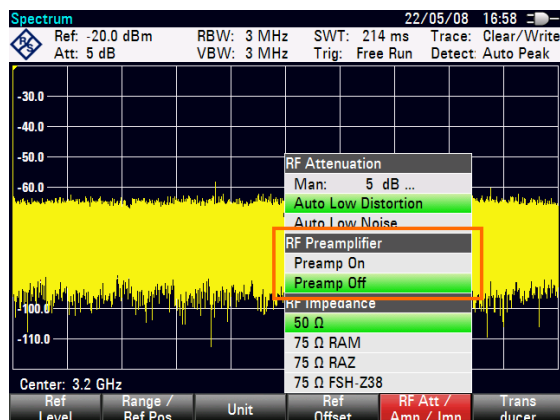 Spectrum 22/05/08 16:58
Ref: -20.0 dBm RBW: 3 MHz SWT: 214 ms Trace: Clear/Write
Att: 5 dB VBW: 3 MHz Trig: Free Run Detect: Auto Peak
-30.0
-40.0
-50.0
-60.0
RF Attenuation
Man: 5 dB ...
Auto Low Distortion
Auto Low Noise
RF Preamplifier
Preamp On
Preamp Off
RF Impedance
50 Ω
75 Ω RAM
75 Ω RAZ
75 Ω FSH-Z38
-100.0
-110.0
Center: 3.2 GHz
Ref Level Range / Ref Pos Unit Ref Offset RF Att / Amp / Imp Trans ducer